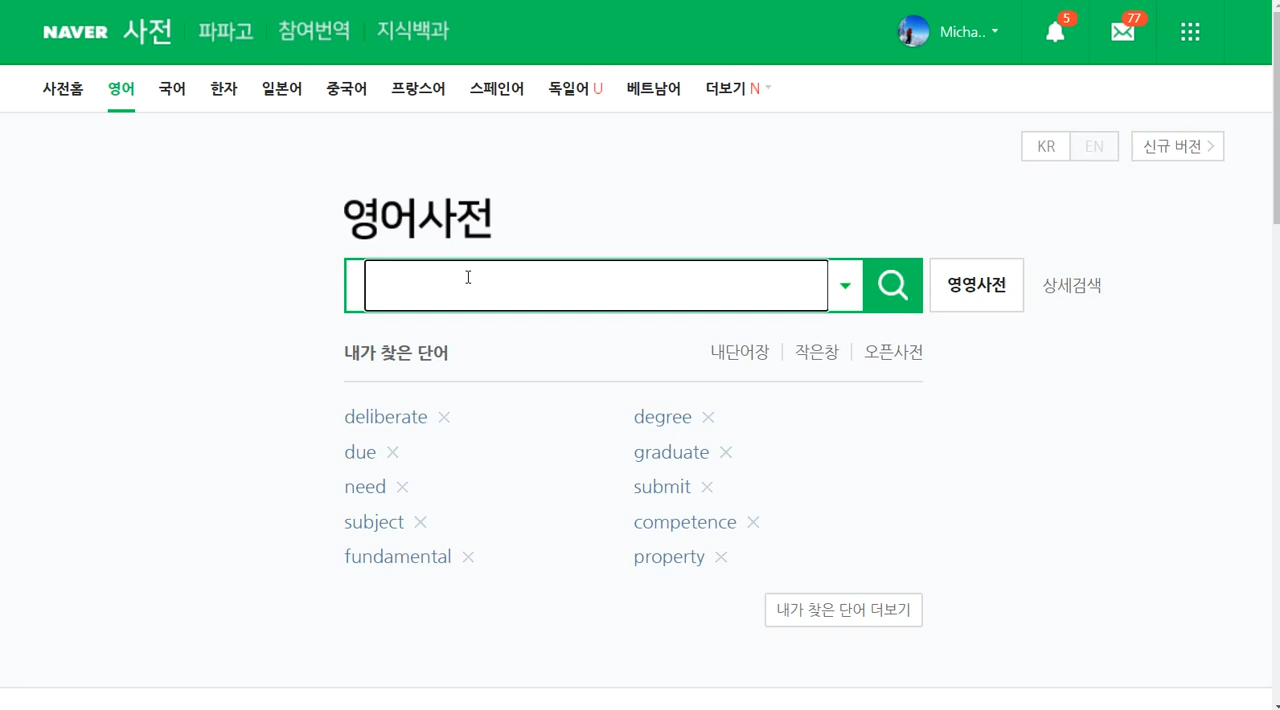 NAVER 사전 파파고 참여번역 지식백과 Micha.. 5 77
사전홈 영어 국어 한자 일본어 중국어 프랑스어 스페인어 독일어 U 베트남어 더보기 N
KR EN 신규 버전
영어사전
영영사전 상세검색
내가 찾은 단어 내단어장 작은창 오픈사전
deliberate degree
due graduate
need submit
subject competence
fundamental property
내가 찾은 단어 더보기